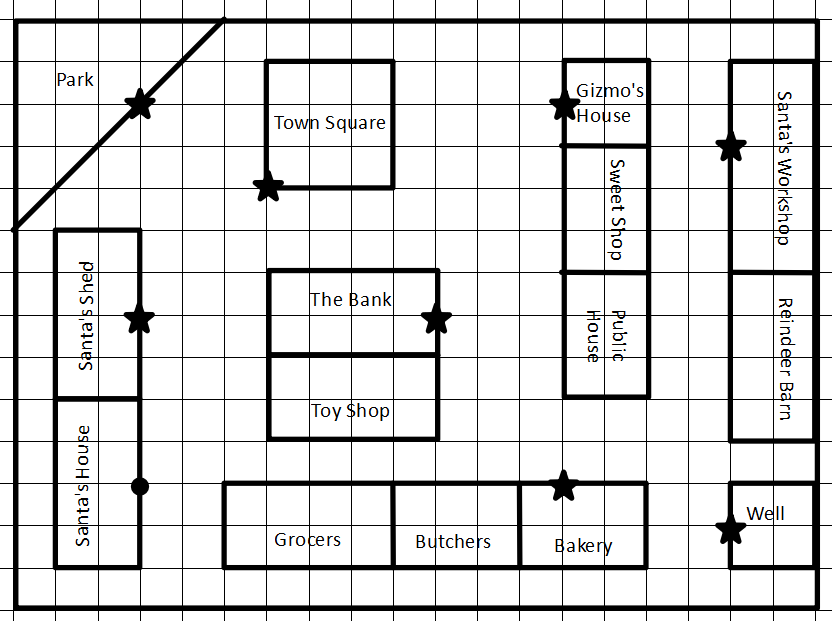 Park
Town Square
Gizmo's
House
Santa's Workshop
Sweet Shop
Santa's Shed
The Bank
Public
House
Reindeer Barn
Toy Shop
Santa's House
Grocers
Butchers
Bakery
Well